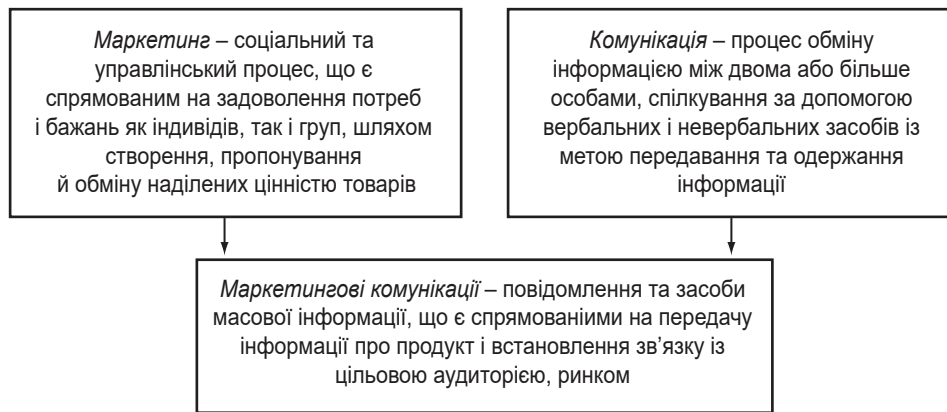 Маркетинг – соціальний та
управлінський процес, що є
спрямованим на задоволення потреб
і бажань як індивідів, так і груп, шляхом
створення, пропонування
й обміну наділених цінністю товарів
Комунікація – процес обміну
інформацією між двома або більше
особами, спілкування за допомогою
вербальних і невербальних засобів із
метою передавання та одержання
інформації
Маркетингові комунікації – повідомлення та засоби
масової інформації, що є спрямованіими на передачу
інформації про продукт і встановлення зв’язку із
цільовою аудиторією, ринком